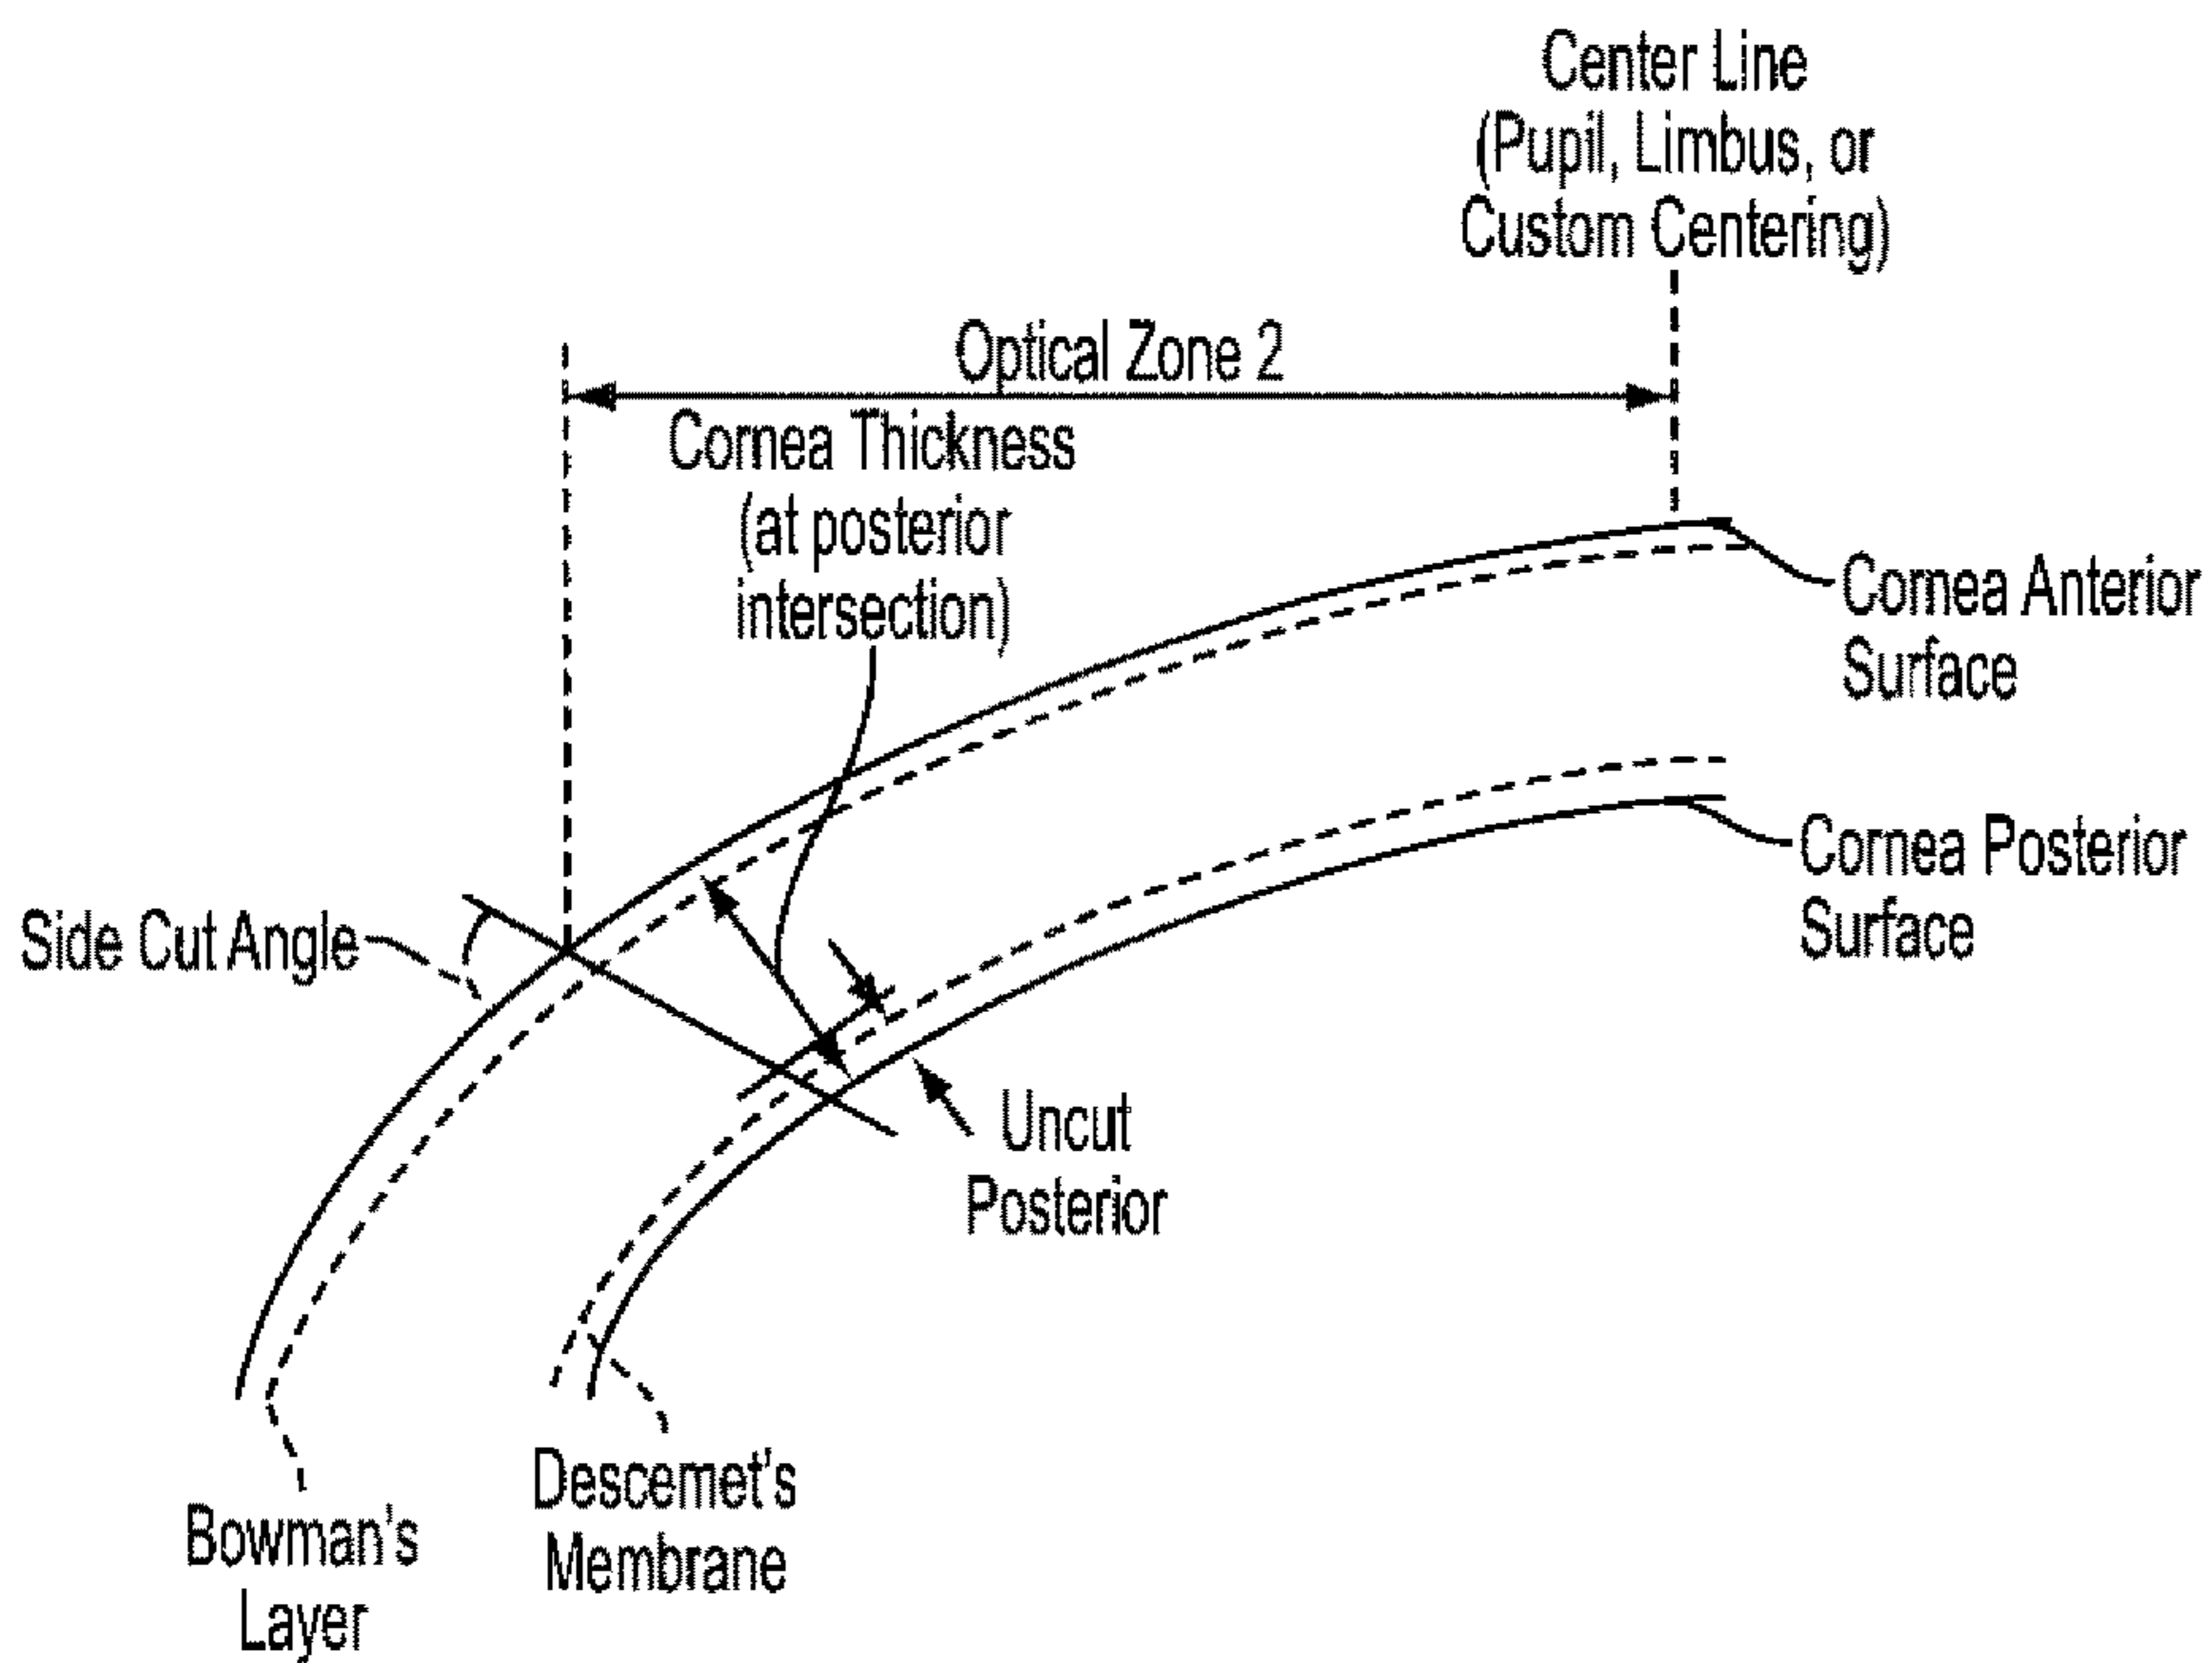 Center Line
(Pupil, Limbus, or
Custom Centering)
Optical Zone 2
Cornea Thickness
(at posterior
intersection)
Cornea Anterior
Surface
Cornea Posterior
Surface
Side Cut Angle
Uncut
Posterior
Descemet's
Membrane
Bowman's
Layer